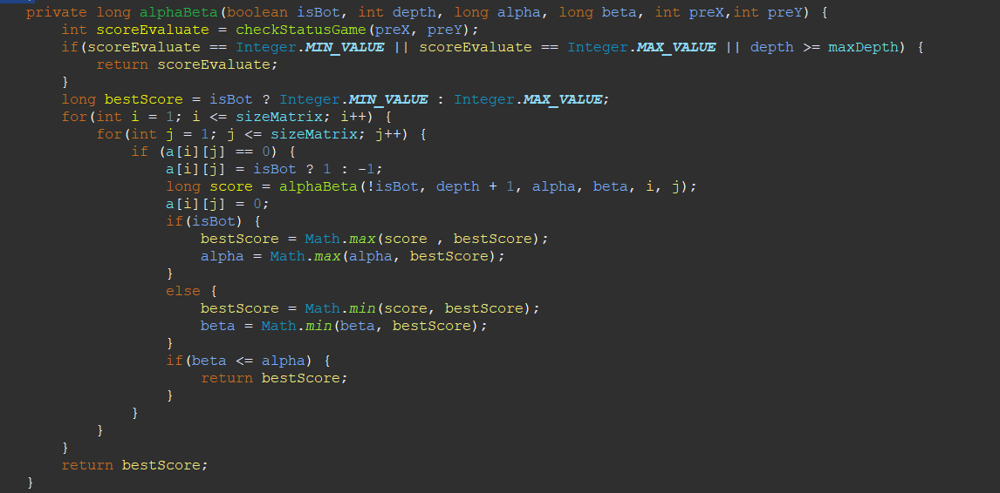 private long alphaBeta(boolean isBot, int depth, long alpha, long beta, int preX,int preY) {
    int scoreEvaluate = checkStatusGame(preX, preY);
    if(scoreEvaluate == Integer.MIN_VALUE || scoreEvaluate == Integer.MAX_VALUE || depth >= maxDepth) {
        return scoreEvaluate;
    }
    long bestScore = isBot ? Integer.MIN_VALUE : Integer.MAX_VALUE;
    for(int i = 1; i <= sizeMatrix; i++) {
        for(int j = 1; j <= sizeMatrix; j++) {
            if (a[i][j] == 0) {
                a[i][j] = isBot ? 1 : -1;
                long score = alphaBeta(!isBot, depth + 1, alpha, beta, i, j);
                a[i][j] = 0;
                if(isBot) {
                    bestScore = Math.max(score , bestScore);
                    alpha = Math.max(alpha, bestScore);
                }
                else {
                    bestScore = Math.min(score, bestScore);
                    beta = Math.min(beta, bestScore);
                }
                if(beta <= alpha) {
                    return bestScore;
                }
            }
        }
    }
    return bestScore;
}